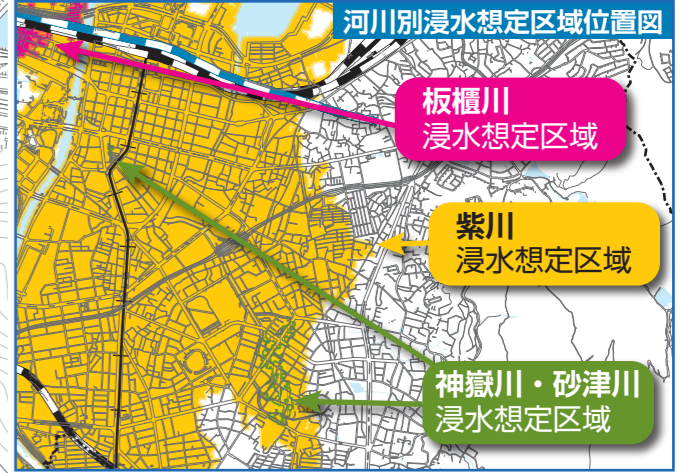 河川別浸水想定区域位置図
板櫃川
浸水想定区域
紫川
浸水想定区域
神嶽川・砂津川
浸水想定区域